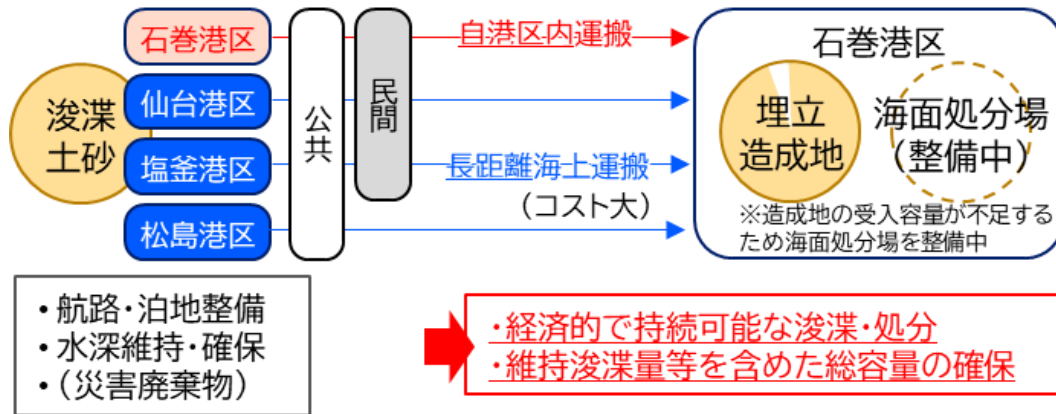 石巻港区
仙台港区
塩釜港区
松島港区
浚渫
土砂
公共
民間
自港区内運搬
長距離海上運搬
（コスト大）
石巻港区
埋立
造成地
海面処分場
（整備中）
※造成地の受入容量が不足する
ため海面処分場を整備中
・航路・泊地整備
・水深維持・確保
・（災害廃棄物）
・経済的で持続可能な浚渫・処分
・維持浚渫量等を含めた総容量の確保